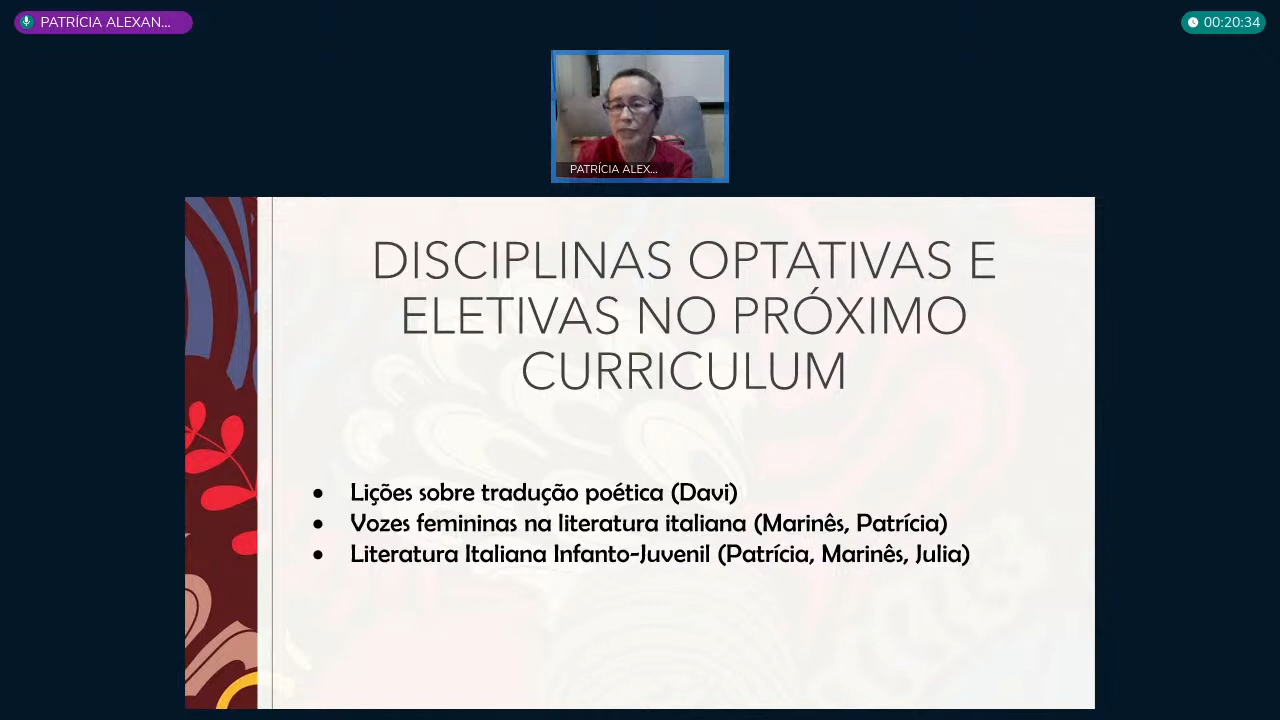 PATRÍCIA ALEXAN...
00:20:34
PATRÍCIA ALEX...
DISCIPLINAS OPTATIVAS E
ELETIVAS NO PRÓXIMO
CURRICULUM
• Lições sobre tradução poética (Davi)
• Vozes femininas na literatura italiana (Marinês, Patrícia)
• Literatura Italiana Infanto-Juvenil (Patrícia, Marinês, Julia)